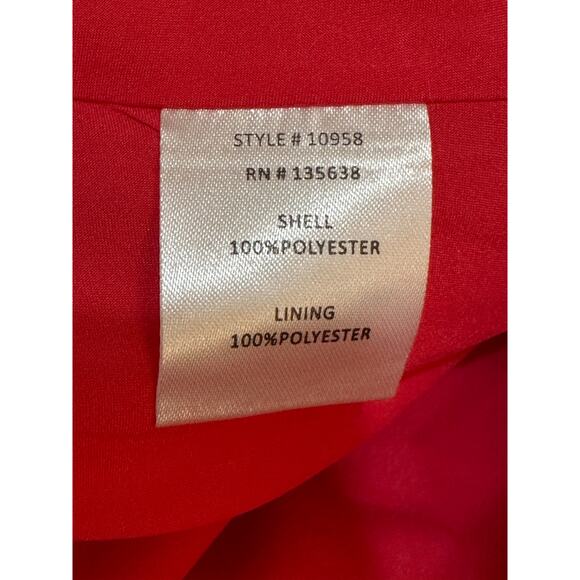 STYLE # 10958
RN # 135638
SHELL
100%POLYESTER
LINING
100%POLYESTER